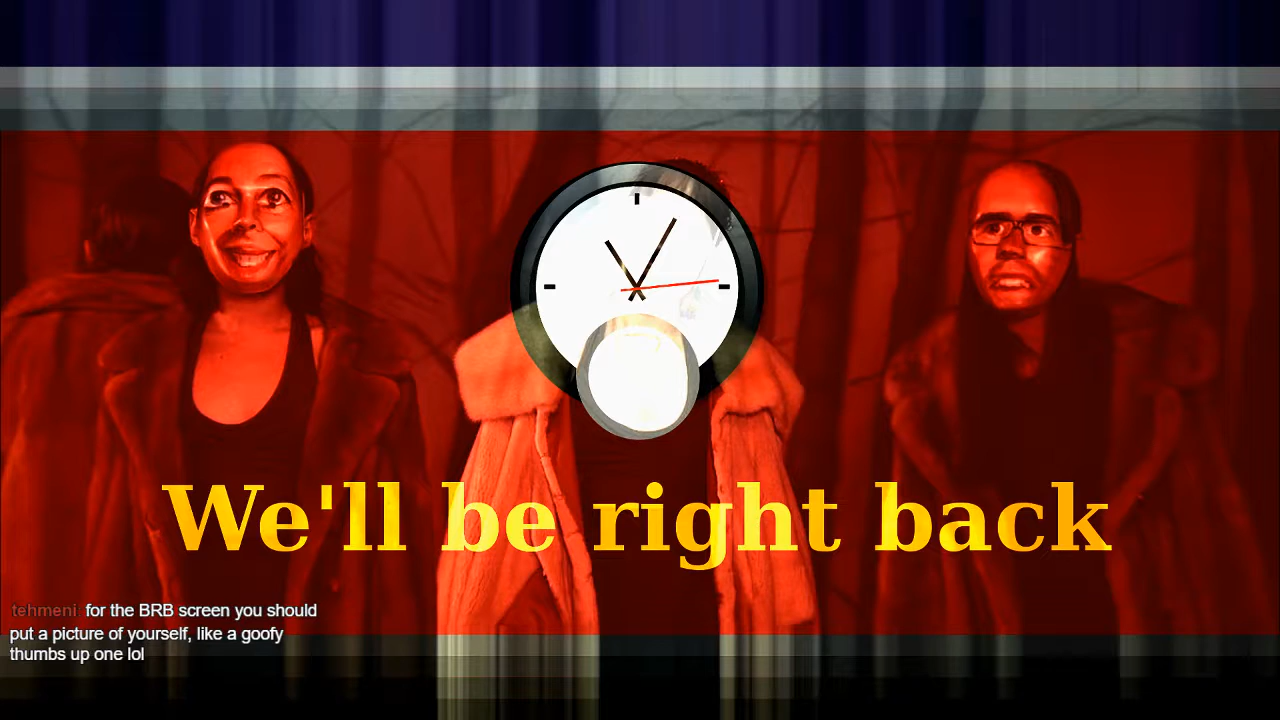 We'll be right back
tehmeni: for the BRB screen you should
put a picture of yourself, like a goofy
thumbs up one lol